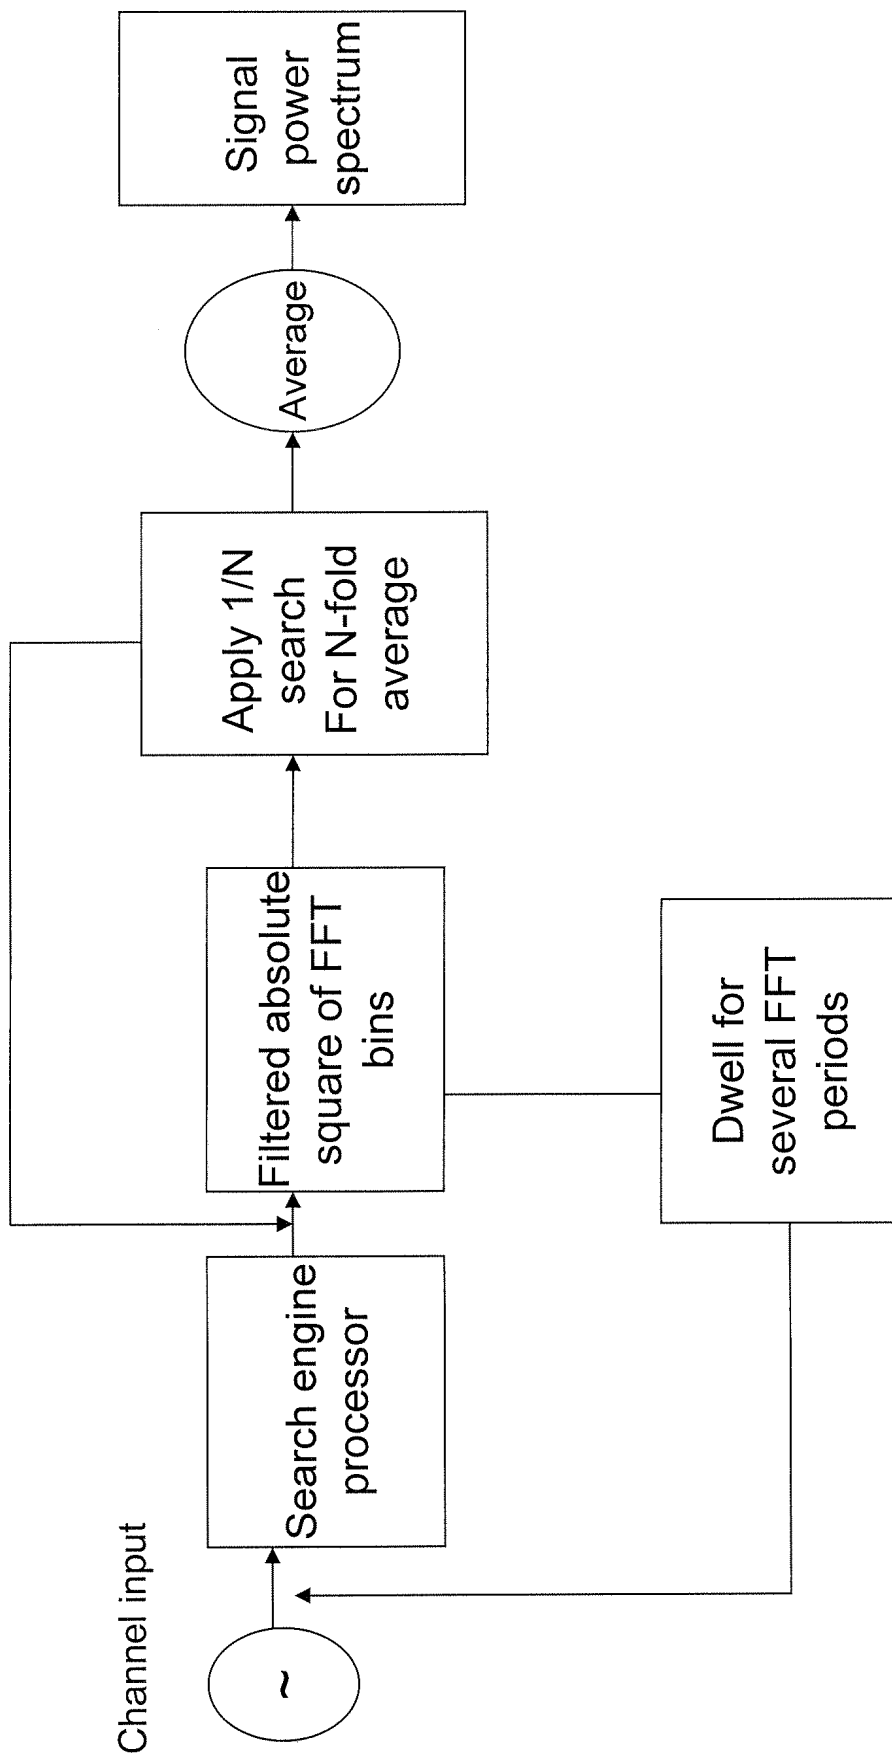 Channel input
~
Search engine
processor
Filtered absolute
square of FFT
bins
Dwell for
several FFT
periods
Apply 1/N
search
For N-fold
average
Average
Signal
power
spectrum